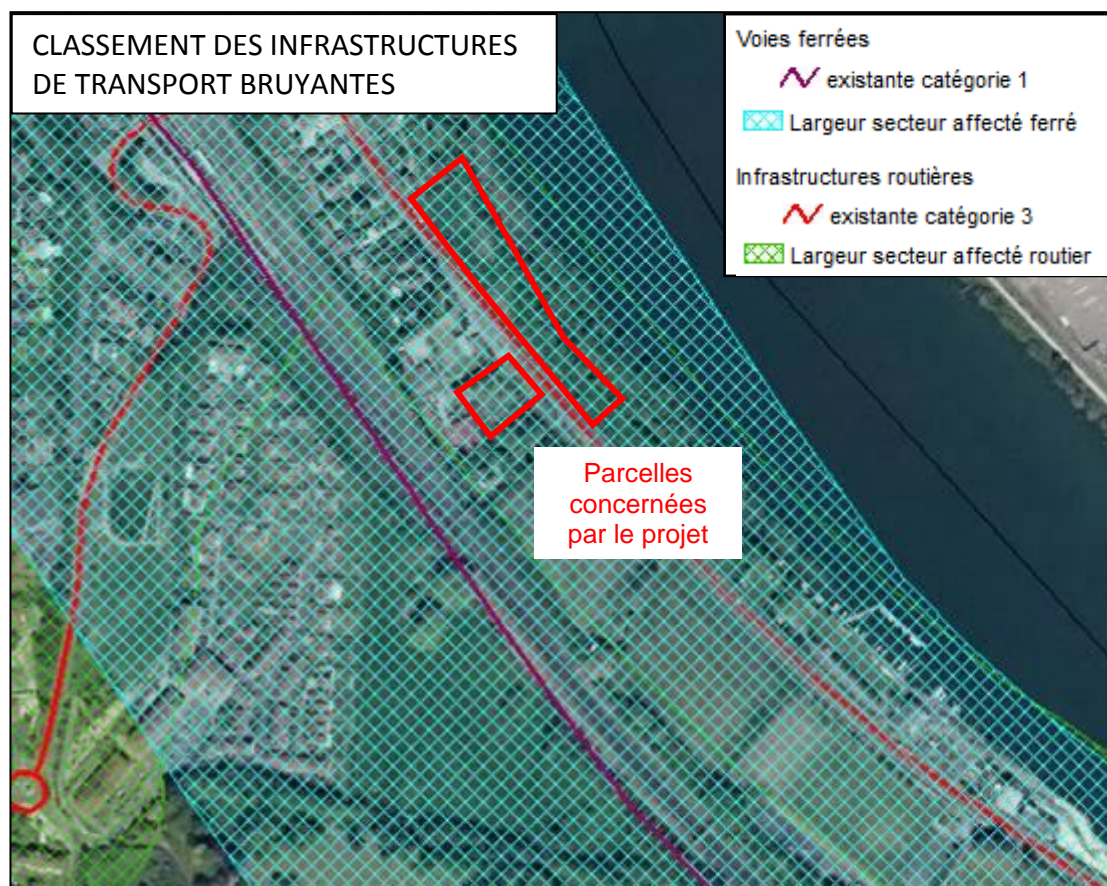 CLASSEMENT DES INFRASTRUCTURES
DE TRANSPORT BRUYANTES
Voies ferrées
existante catégorie 1
Largeur secteur affecté ferré
Infrastructures routières
existante catégorie 3
Largeur secteur affecté routier
Parcelles
concernées
par le projet